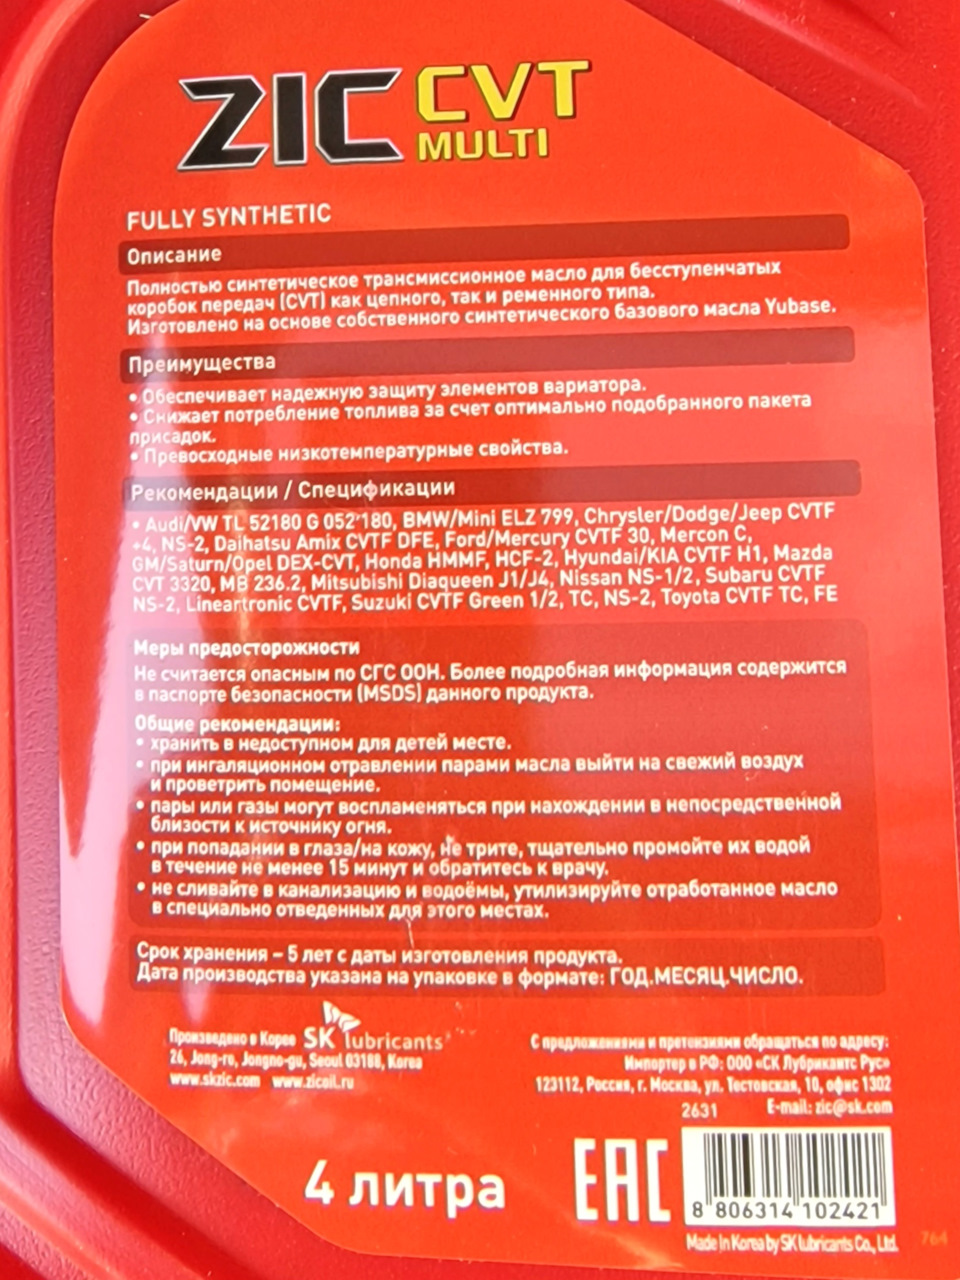 ZIC CVT
MULTI
FULLY SYNTHETIC
Описание
Полностью синтетическое трансмиссионное масло для бесступенчатых
коробок передач (CVT) как цепного, так и ременного типа.
Изготовлено на основе собственного синтетического базового масла Yubase.
Преимущества
• Обеспечивает надежную защиту элементов вариатора.
• Снижает потребление топлива за счет оптимально подобранного пакета
присадок.
• Превосходные низкотемпературные свойства.
Рекомендации / Спецификации
• Audi/VW TL 52180 G 052 180, BMW/Mini ELZ 799, Chrysler/Dodge/Jeep CVTF
+4, NS-2, Daihatsu Amix CVTF DFE, Ford/Mercury CVTF 30, Mercon C,
GM/Saturn/Opel DEX-CVT, Honda HMMF, HCF-2, Hyundai/KIA CVTF H1, Mazda
CVT 3320, MB 236.2, Mitsubishi Diaqueen J1/J4, Nissan NS-1/2, Subaru CVTF
NS-2, Lineartronic CVTF, Suzuki CVTF Green 1/2, TC, NS-2, Toyota CVTF TC, FE
Меры предосторожности
Не считается опасным по СГС ООН. Более подробная информация содержится
в паспорте безопасности (MSDS) данного продукта.
Общие рекомендации:
• хранить в недоступном для детей месте.
• при ингаляционном отравлении парами масла выйти на свежий воздух
и проветрить помещение.
• пары или газы могут воспламеняться при нахождении в непосредственной
близости к источнику огня.
• при попадании в глаза/на кожу, не трите, тщательно промойте их водой
в течение не менее 15 минут и обратитесь к врачу.
• не сливайте в канализацию и водоёмы, утилизируйте отработанное масло
в специально отведенных для этого местах.
Срок хранения – 5 лет с даты изготовления продукта.
Дата производства указана на упаковке в формате: ГОД.МЕСЯЦ.ЧИСЛО.
Произведено в Корее SK lubricants
26, Jong-ro, Jongno-gu, Seoul 03188, Korea
www.skzic.com www.zicoil.ru
С предложениями и претензиями обращаться по адресу:
Импортер в РФ: ООО «СК Лубрикантс Рус»
123112, Россия, г. Москва, ул. Тестовская, 10, офис 1302
2631 E-mail: zic@sk.com
4 литра
EAC
8 806314 102421
Made in Korea by SK lubricants Co., Ltd.
764